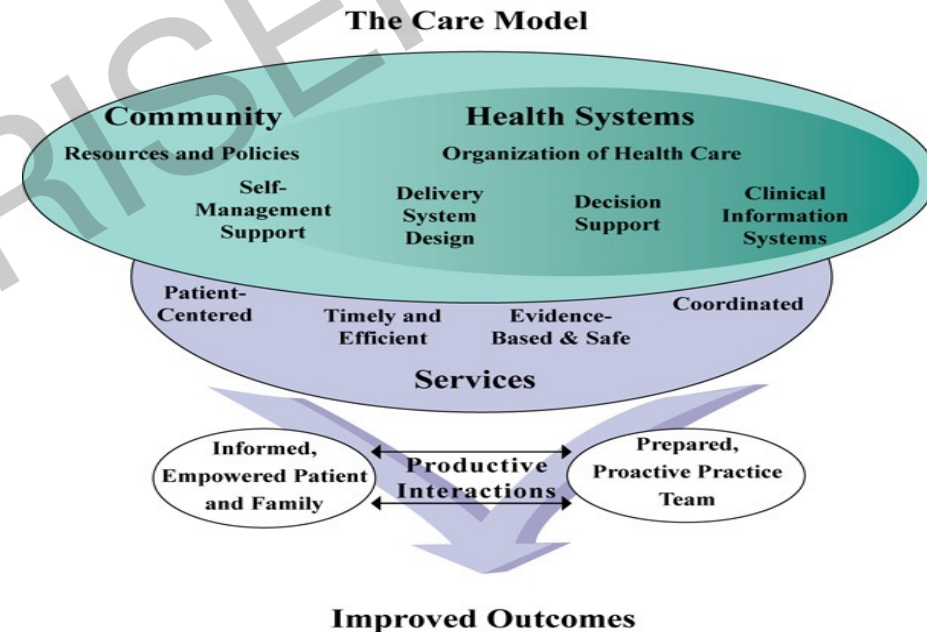 The Care Model
Community
Health Systems
Resources and Policies
Organization of Health Care
Self-
Management
Support
Delivery
System
Design
Decision
Support
Clinical
Information
Systems
Patient-
Centered
Timely and
Efficient
Evidence-
Based & Safe
Coordinated
Services
Informed,
Empowered Patient
and Family
Productive
Interactions
Prepared,
Proactive Practice
Team
Improved Outcomes